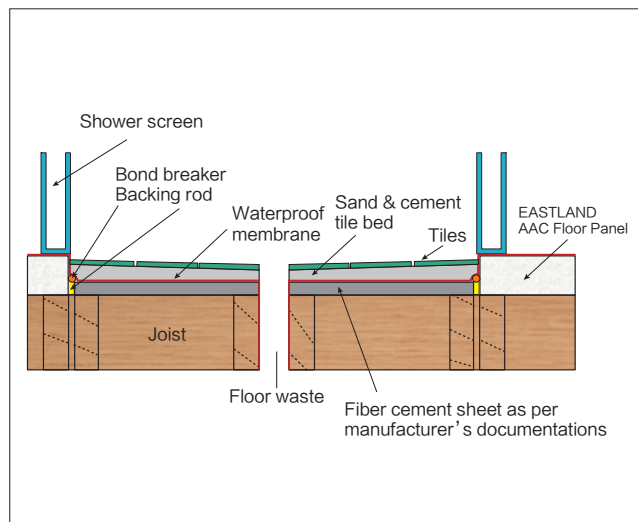 Shower screen
Bond breaker
Backing rod
Waterproof
membrane
Sand & cement
tile bed
Tiles
EASTLAND
AAC Floor Panel
Joist
Floor waste
Fiber cement sheet as per
manufacturer’s documentations